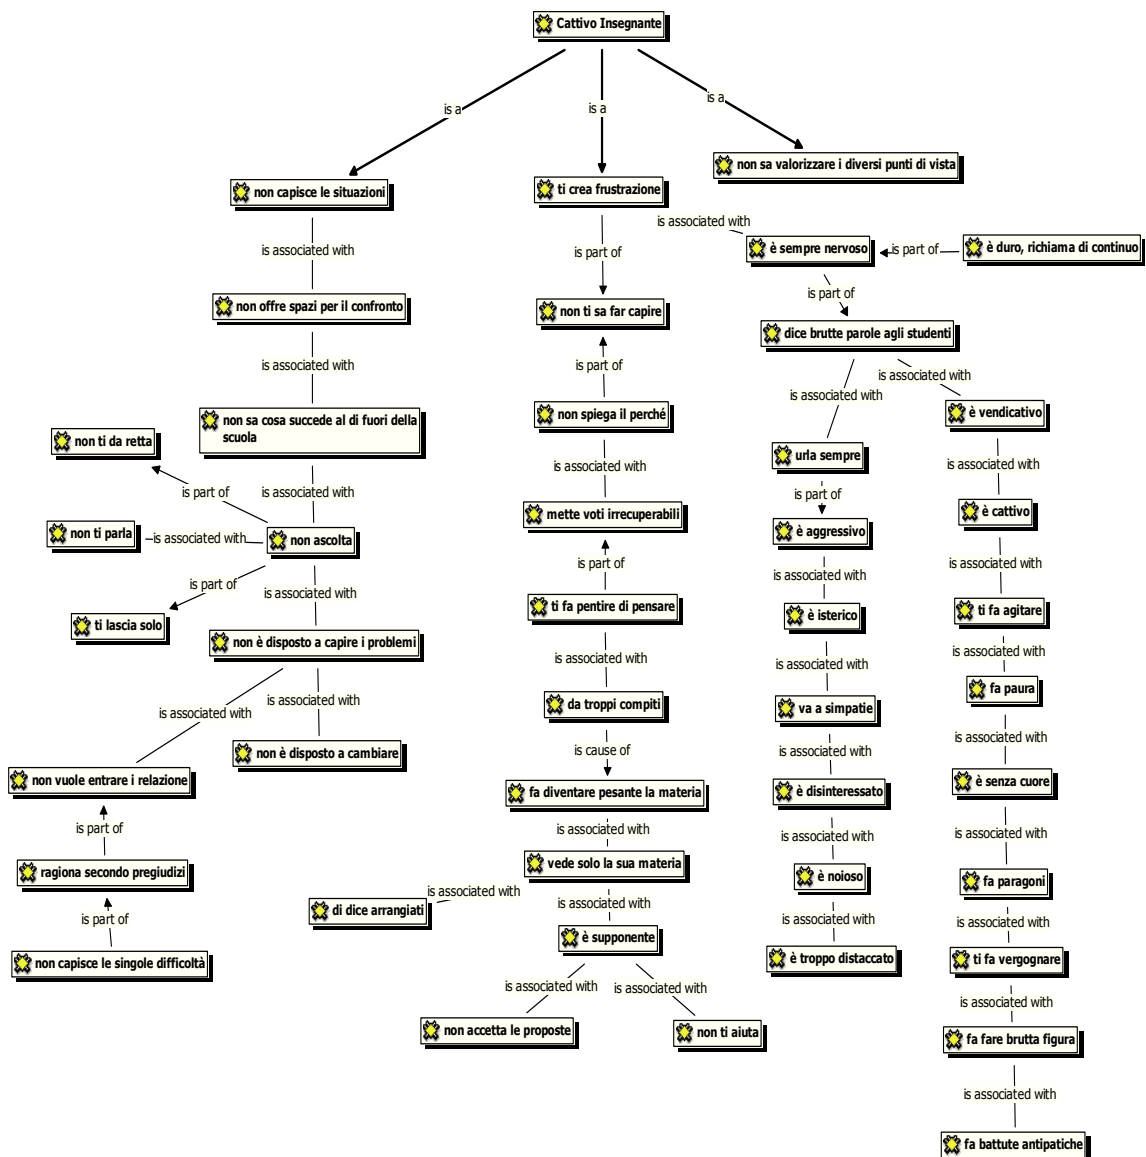 Cattivo Insegnante
is a
is a
is a
non sa valorizzare i diversi punti di vista
non capisce le situazioni
ti crea frustrazione
is associated with
è sempre nervoso
is part of
è duro, richiama di continuo
is associated with
is part of
is part of
non offre spazi per il confronto
non ti sa far capire
dice brutte parole agli studenti
is associated with
is part of
is associated with
is associated with
non sa cosa succede al di fuori della
scuola
non spiega il perché
è vendicativo
non ti da retta
urla sempre
is associated with
is associated with
is part of
is associated with
is part of
mette voti irrecuperabili
è cattivo
non ti parla
is associated with
non ascolta
è aggressivo
is part of
is associated with
is part of
is associated with
is associated with
ti lascia solo
ti fa pentire di pensare
è isterico
ti fa agitare
non è disposto a capire i problemi
is associated with
is associated with
is associated with
is associated with
is associated with
da troppi compiti
va a simpatie
fa paura
non è disposto a cambiare
is cause of
is associated with
is associated with
non vuole entrare i relazione
fa diventare pesante la materia
è disinteressato
è senza cuore
is part of
is associated with
is associated with
is associated with
ragiona secondo pregiudizi
vede solo la sua materia
è noioso
fa paragoni
is associated with
di dice arrangiati
is part of
is associated with
is associated with
is associated with
non capisce le singole difficoltà
è supponente
è troppo distaccato
ti fa vergognare
is associated with
is associated with
is associated with
non accetta le proposte
non ti aiuta
fa fare brutta figura
is associated with
fa battute antipatiche